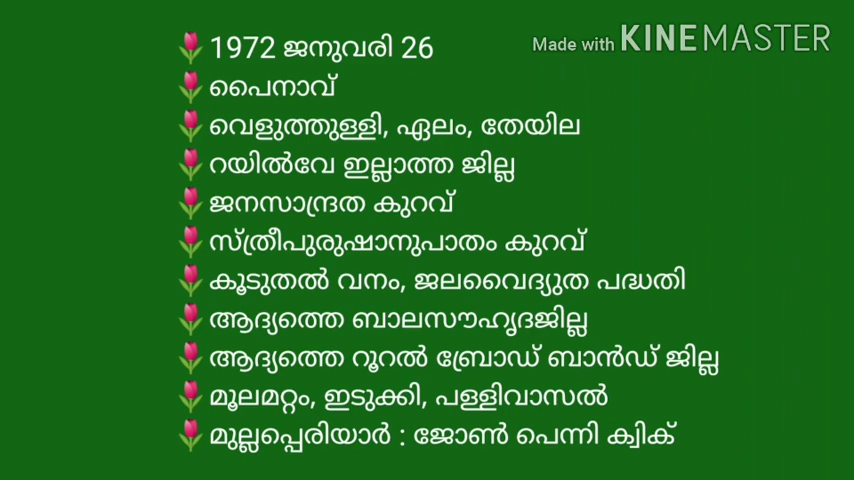 1972 ജനുവരി 26
Made with KINEMASTER
പൈനാവ്
വെളുത്തുള്ളി, ഏലം, തേയില
റയിൽവേ ഇല്ലാത്ത ജില്ല
ജനസാന്ദ്രത കുറവ്
സ്ത്രീപുരുഷാനുപാതം കുറവ്
കൂടുതൽ വനം, ജലവൈദ്യുത പദ്ധതി
ആദ്യത്തെ ബാലസൗഹൃദജില്ല
ആദ്യത്തെ റൂറൽ ബ്രോഡ് ബാൻഡ് ജില്ല
മൂലമറ്റം, ഇടുക്കി, പള്ളിവാസൽ
മുല്ലപ്പെരിയാർ : ജോൺ പെന്നി ക്വിക്